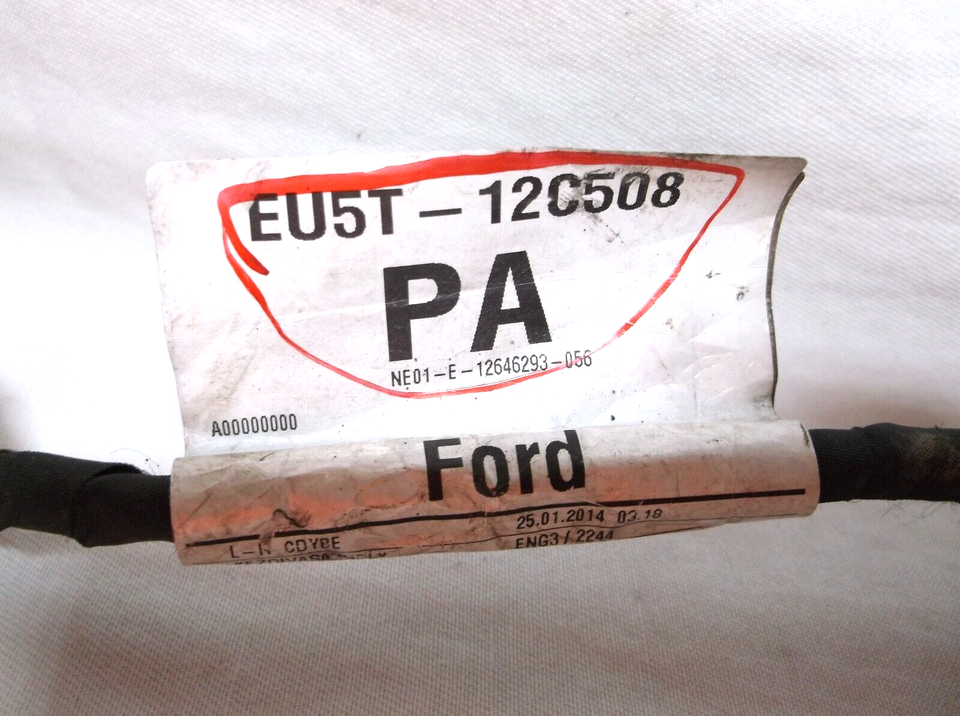 EU5T - 12C508
PA
NE01-E-12646293-056
A00000000
Ford
25.01.2014 03.18
ENG3 / 2244